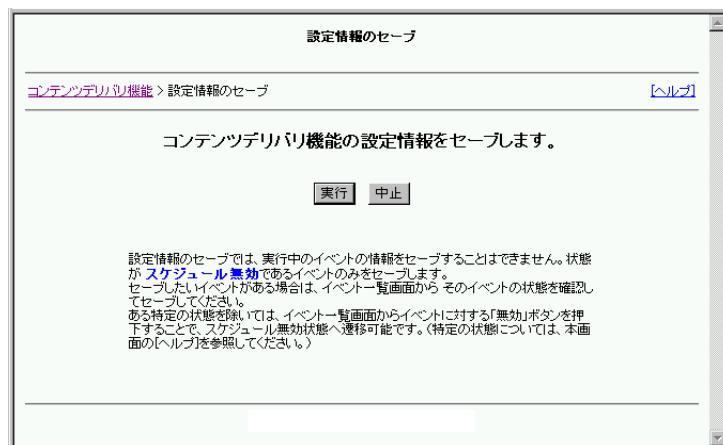 設定情報のセーブ
コンテンツデリバリ機能 > 設定情報のセーブ [ヘルプ]
コンテンツデリバリ機能の設定情報をセーブします。
実行 中止
設定情報のセーブでは、実行中のイベントの情報をセーブすることはできません。状態
が スケジュール無効であるイベントのみをセーブします。
セーブしたいイベントがある場合は、イベント一覧画面から そのイベントの状態を確認し
てセーブしてください。
ある特定の状態を除いては、イベント一覧画面からイベントに対する「無効」ボタンを押
下することで、スケジュール無効状態へ遷移可能です。(特定の状態については、本画
面の[ヘルプ]を参照してください。)